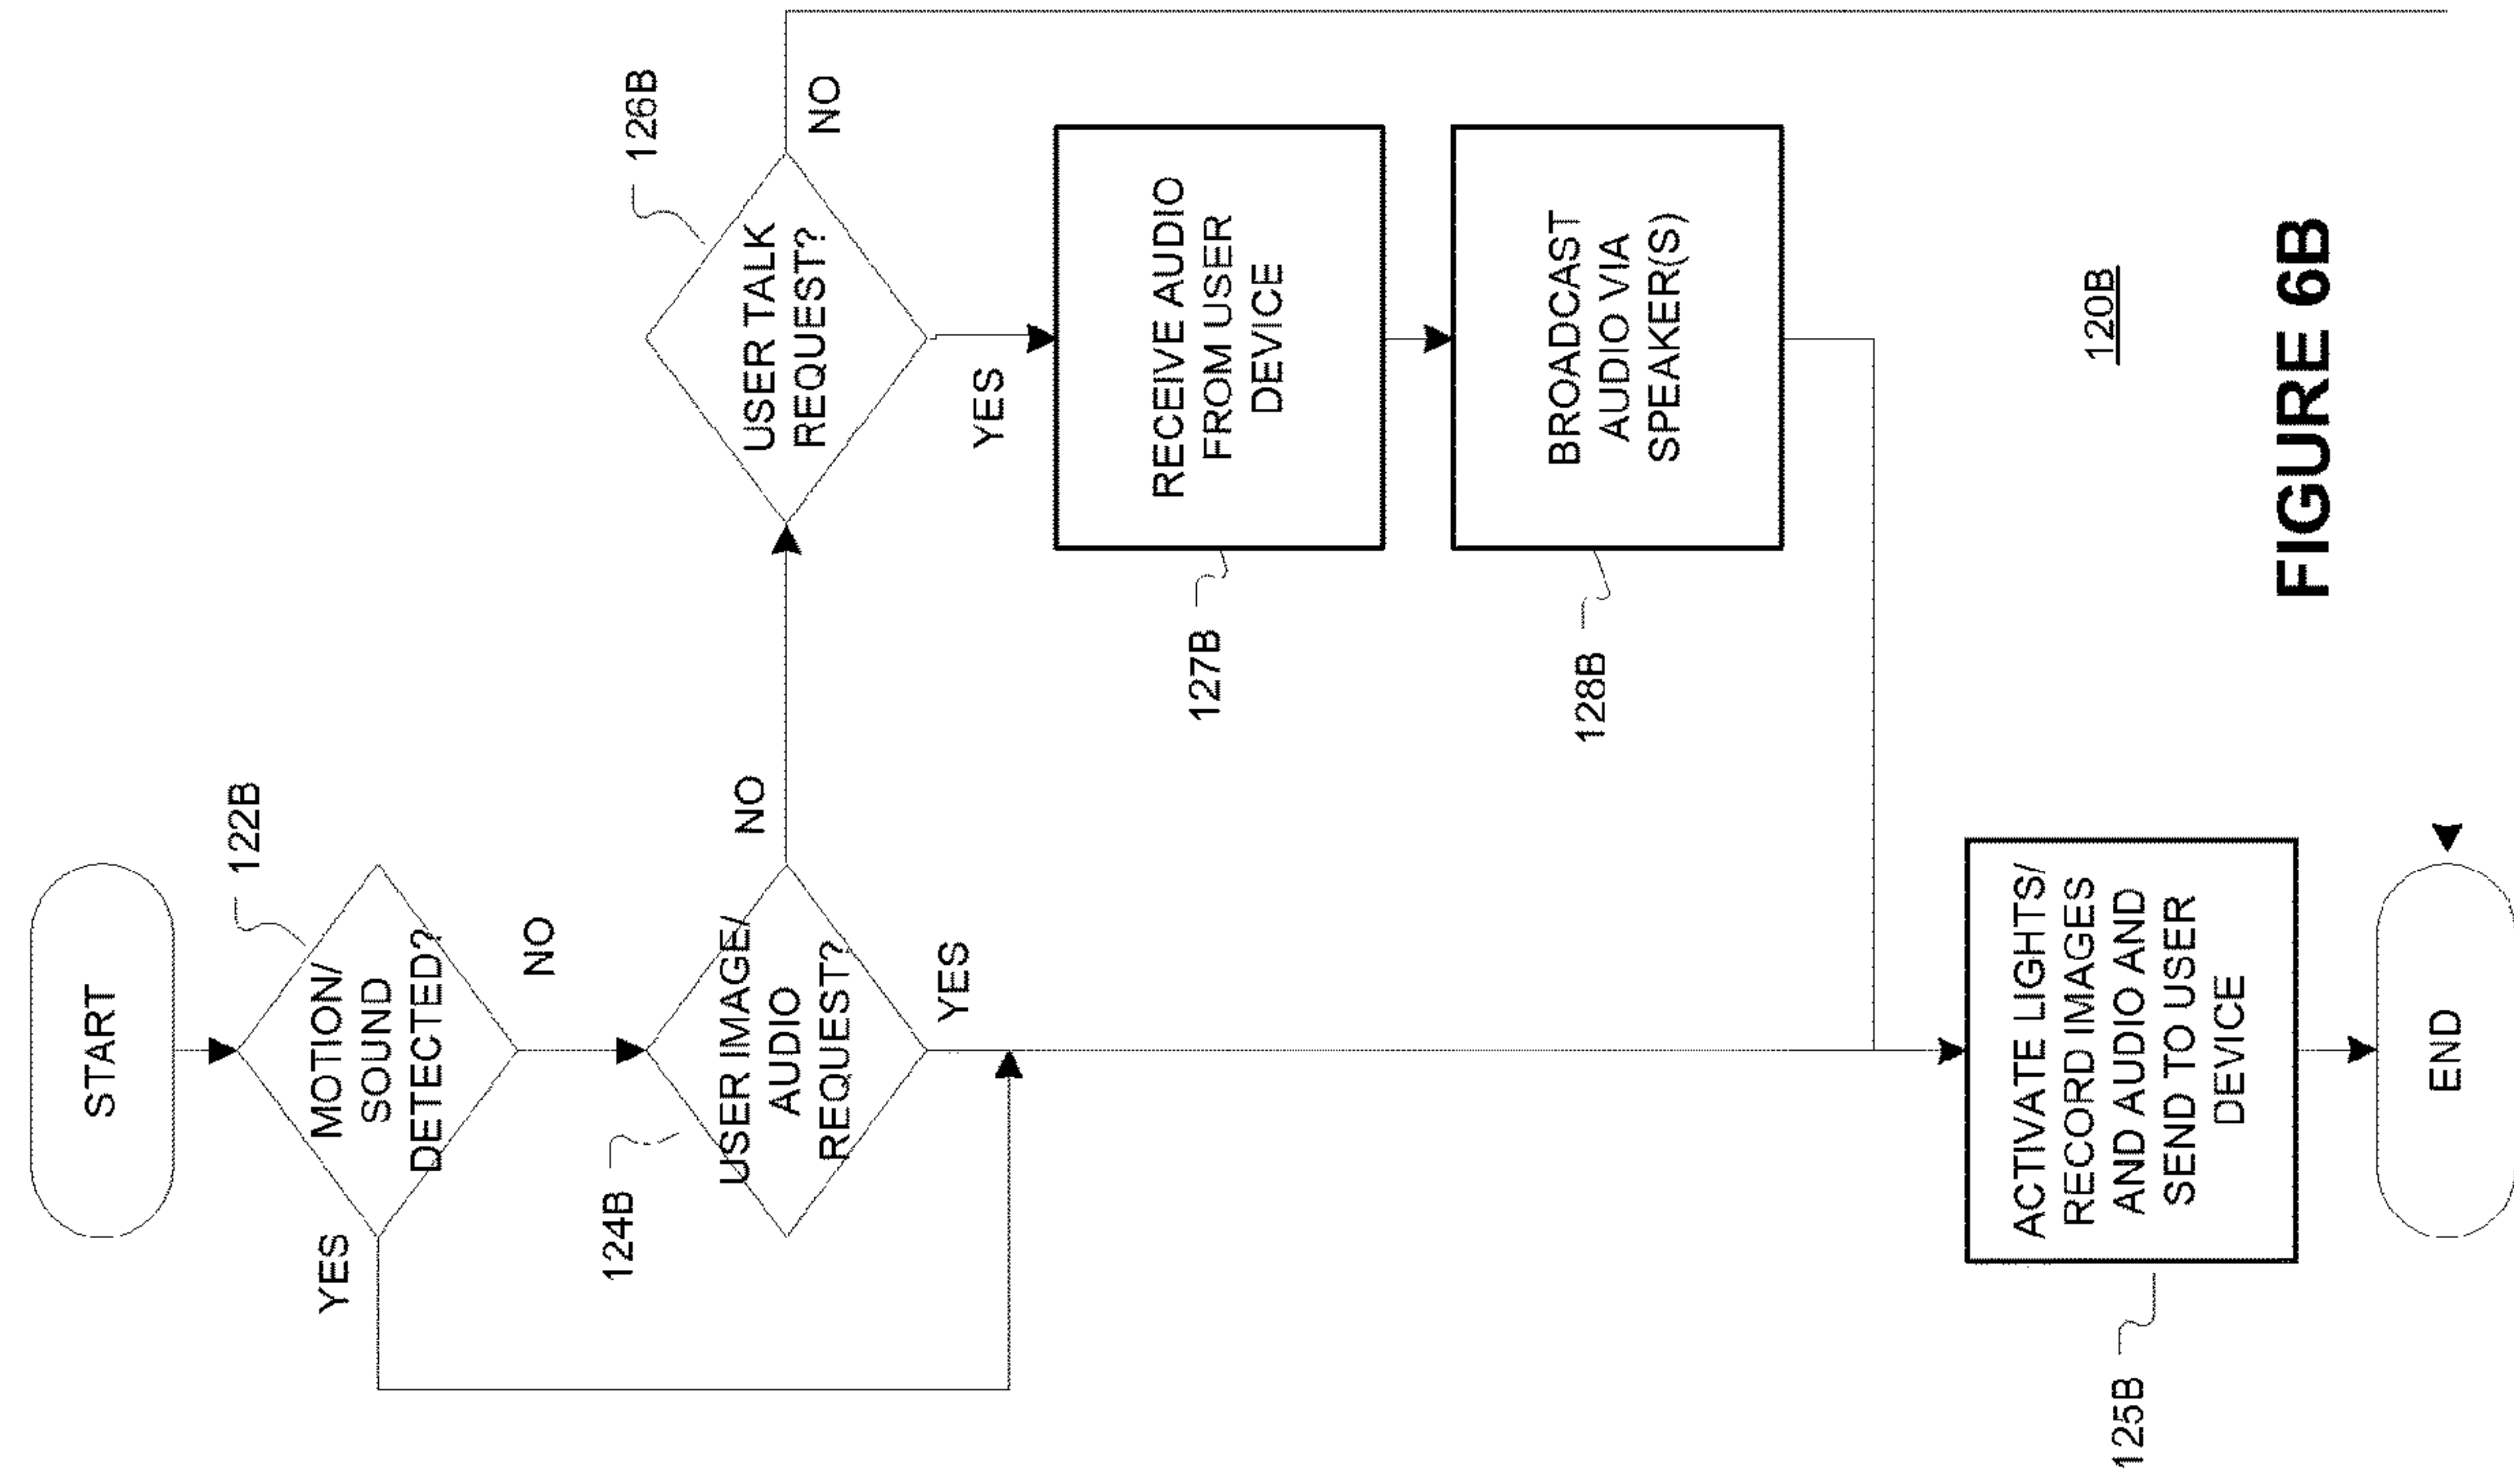 START
122B
MOTION/
SOUND
DETECTED?
YES
NO
124B
USER IMAGE/
AUDIO
REQUEST?
NO
YES
126B
USER TALK
REQUEST?
NO
YES
127B
RECEIVE AUDIO
FROM USER
DEVICE
128B
BROADCAST
AUDIO VIA
SPEAKER(S)
125B
ACTIVATE LIGHTS/
RECORD IMAGES
AND AUDIO AND
SEND TO USER
DEVICE
END
120B
FIGURE 6B